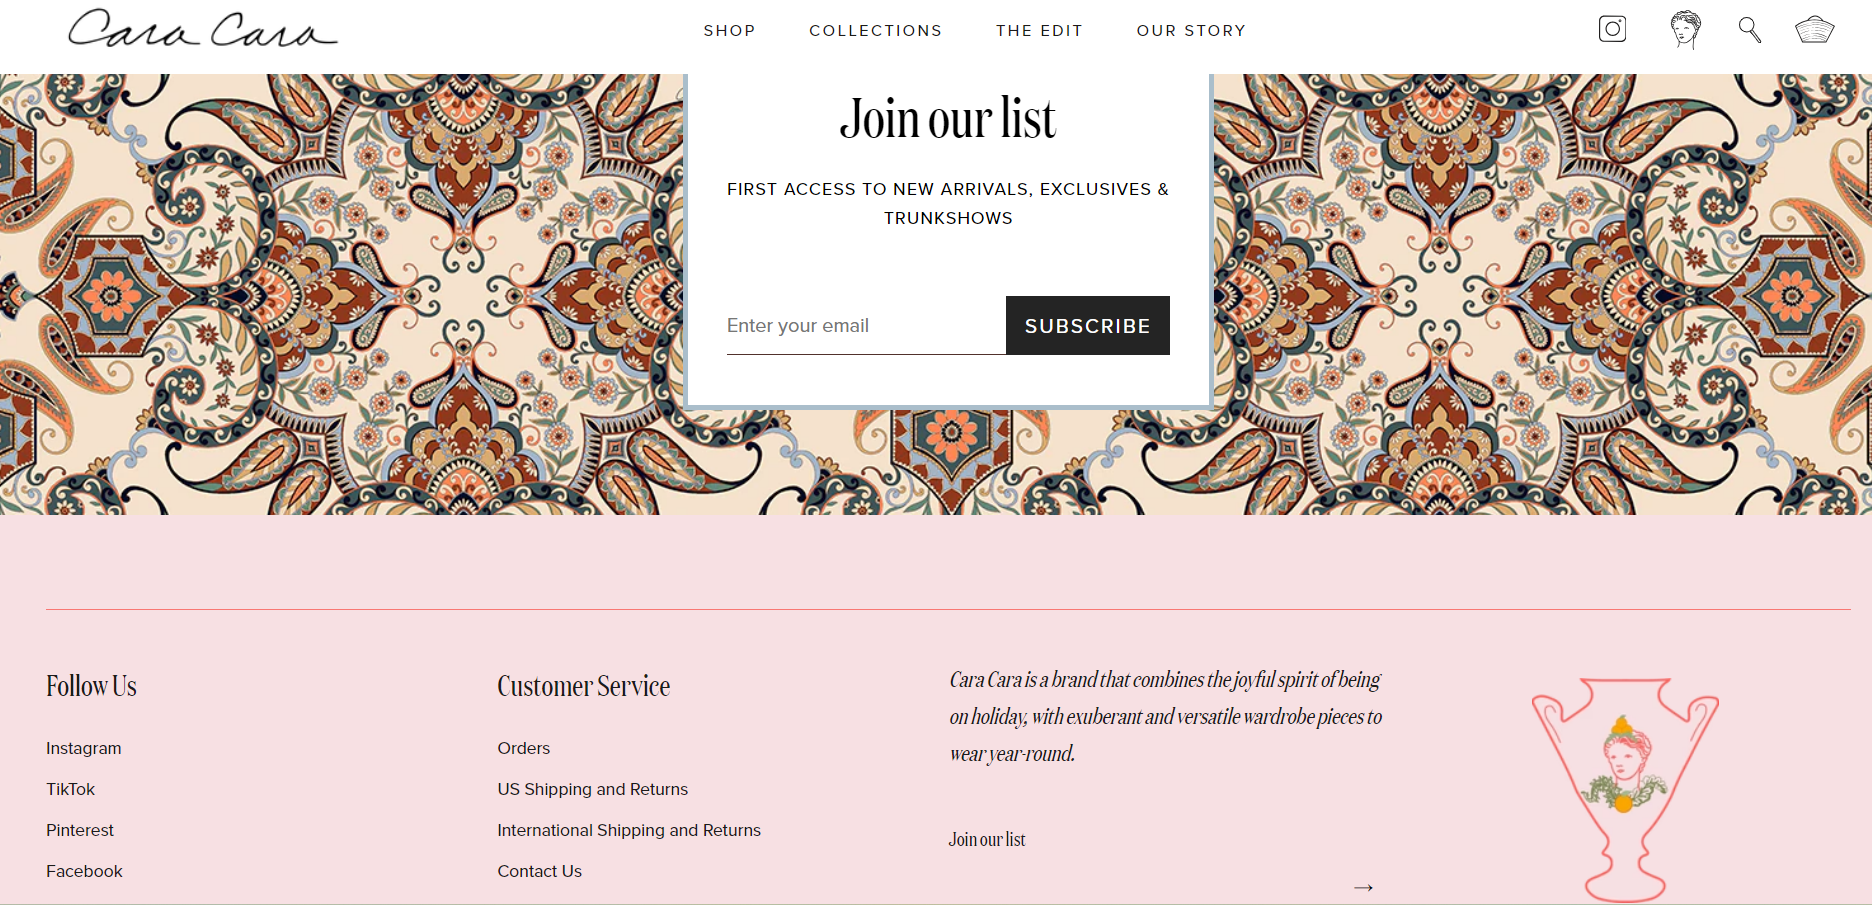 Cara Cara
SHOP
COLLECTIONS
THE EDIT
OUR STORY
Join our list
FIRST ACCESS TO NEW ARRIVALS, EXCLUSIVES &
TRUNKSHOWS
Enter your email
SUBSCRIBE
Follow Us
Instagram
TikTok
Pinterest
Facebook
Customer Service
Orders
US Shipping and Returns
International Shipping and Returns
Contact Us
Cara Cara is a brand that combines the joyful spirit of being
on holiday, with exuberant and versatile wardrobe pieces to
wear year-round.
Join our list
→